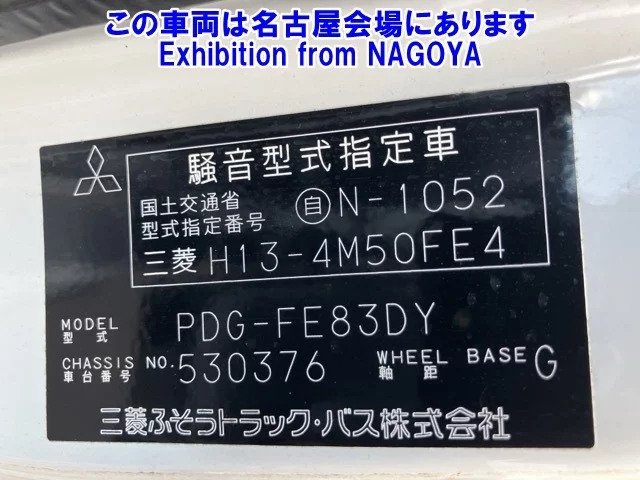 この車両は名古屋会場にあります
Exhibition from NAGOYA
騒音型式指定車
国土交通省
型式指定番号
自N-1052
三菱 H13-4M50FE4
MODEL
型式
PDG-FE83DY
CHASSIS NO.
車台番号
530376
WHEEL BASE
軸距
G
三菱ふそうトラック・バス株式会社